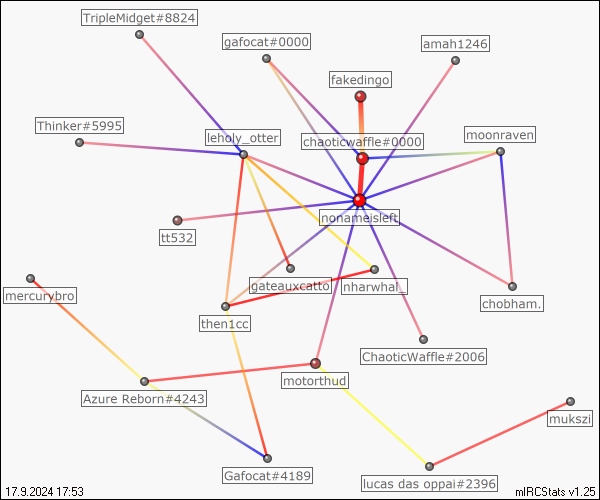 TripleMidget#8824
gafocat#0000
amah1246
fakedingo
Thinker#5995
leholy_otter
chaoticwaffle#0000
moonraven
nonameisleft
tt532
gateauxcatto
nharwhal_
mercurybro
chobham.
then1cc
ChaoticWaffle#2006
motorthud
Azure Reborn#4243
mukszi
Gafocat#4189
lucas das oppai#2396
17.9.2024 17:53
mIRCStats v1.25